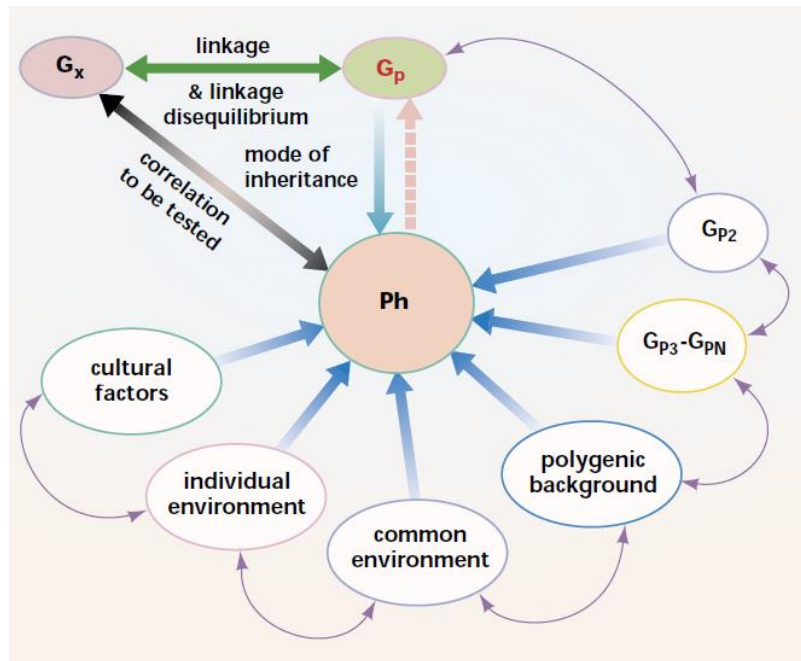 Gx
linkage
Gp
& linkage
disequilibrium
mode of
inheritance
correlation
to be tested
GP2
Ph
GP3-GPN
cultural
factors
polygenic
background
individual
environment
common
environment